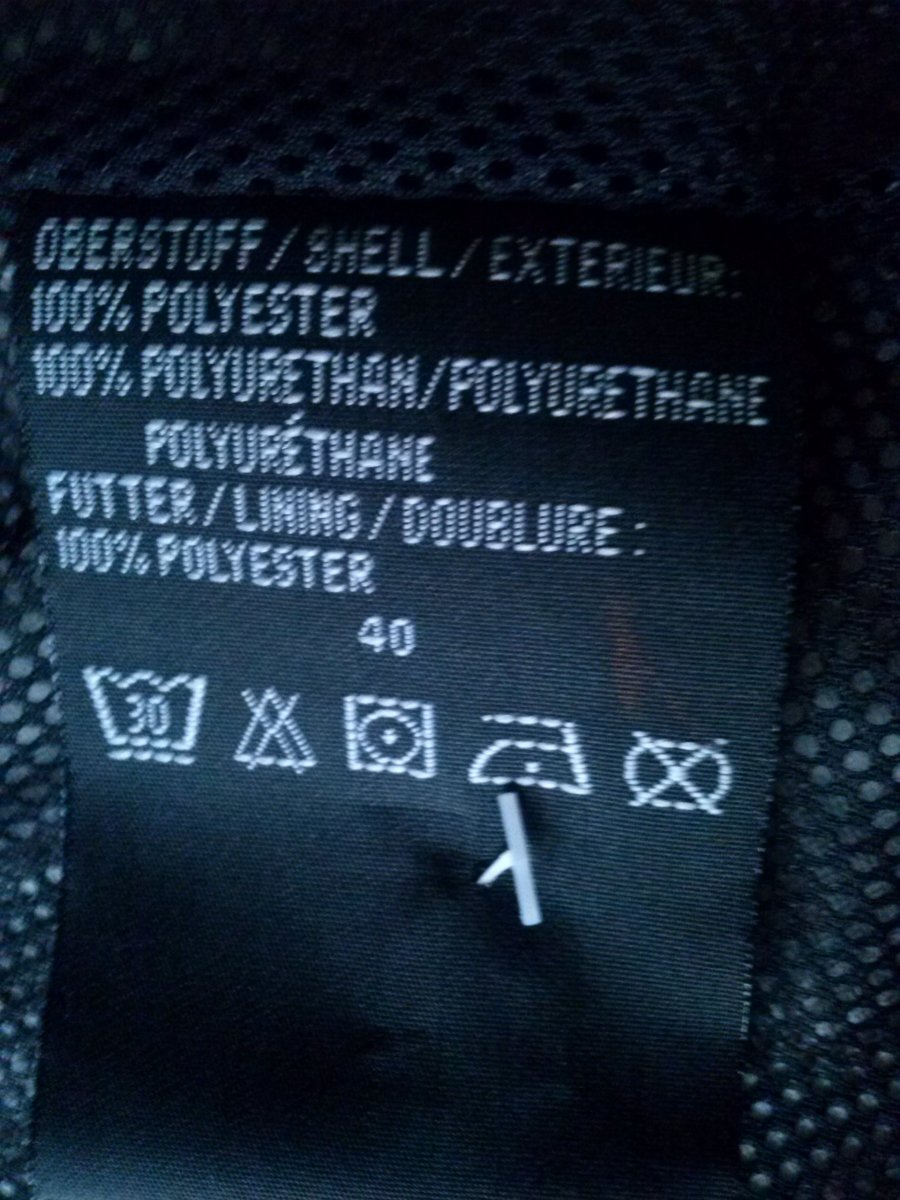 OBERSTOFF / SHELL / EXTERIEUR:
100% POLYESTER
100% POLYURETHAN/POLYURETHANE
POLYURÉTHANE
FUTTER / LINING / DOUBLURE:
100% POLYESTER
40
30